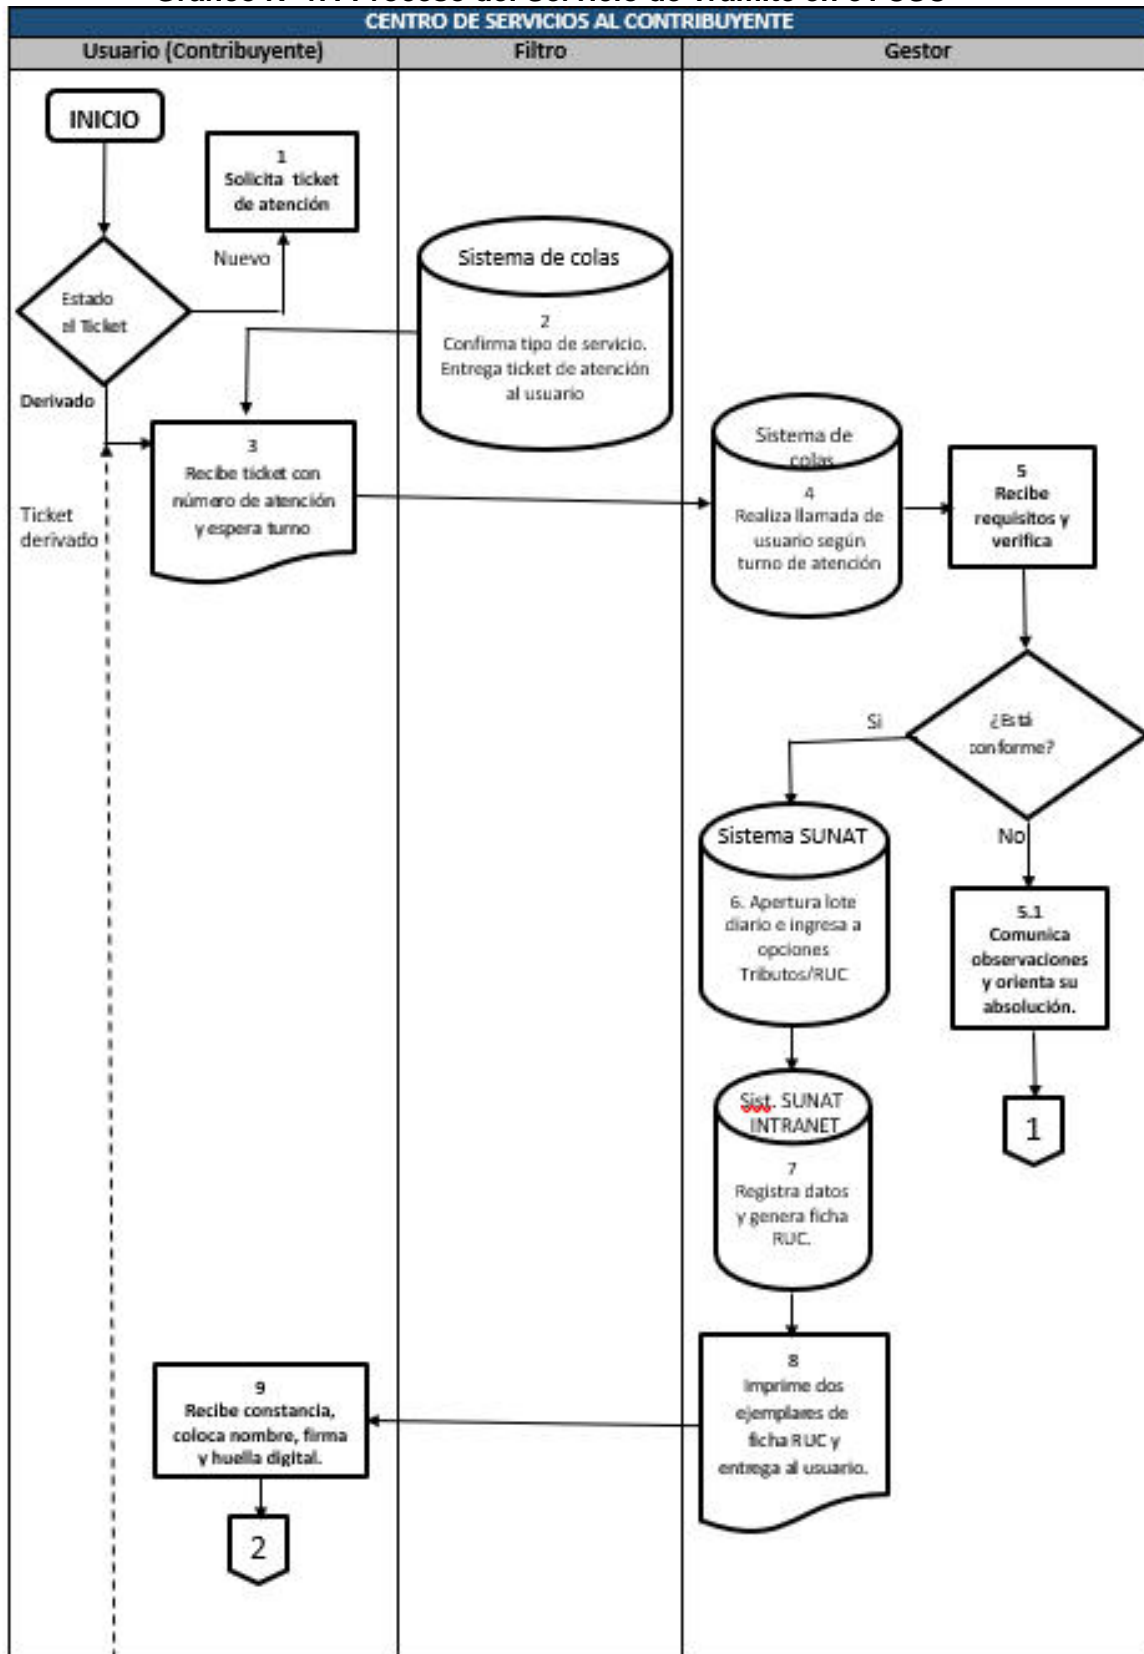 CENTRO DE SERVICIOS AL CONTRIBUYENTE
Usuario (Contribuyente)
Filtro
Gestor
INICIO
1
Solicita ticket
de atención
Nuevo
Estado
el Ticket
Derivado
Sistema de colas
2
Confirma tipo de servicio.
Entrega ticket de atención
al usuario
3
Recibe ticket con
número de atención
y espera turno
Ticket
derivado
Sistema de
colas
4
Realiza llamada de
usuario según
turno de atención
5
Recibe
requisitos y
verifica
¿Está
conforme?
Si
No
Sistema SUNAT
6. Apertura lote
diario e ingresa a
opciones
Tributos/RUC
5.1
Comunica
observaciones
y orienta su
absolución.
1
Sist. SUNAT
INTRANET
7
Registra datos
y genera ficha
RUC.
8
Imprime dos
ejemplares de
ficha RUC y
entrega al usuario.
9
Recibe constancia,
coloca nombre, firma
y huella digital.
2